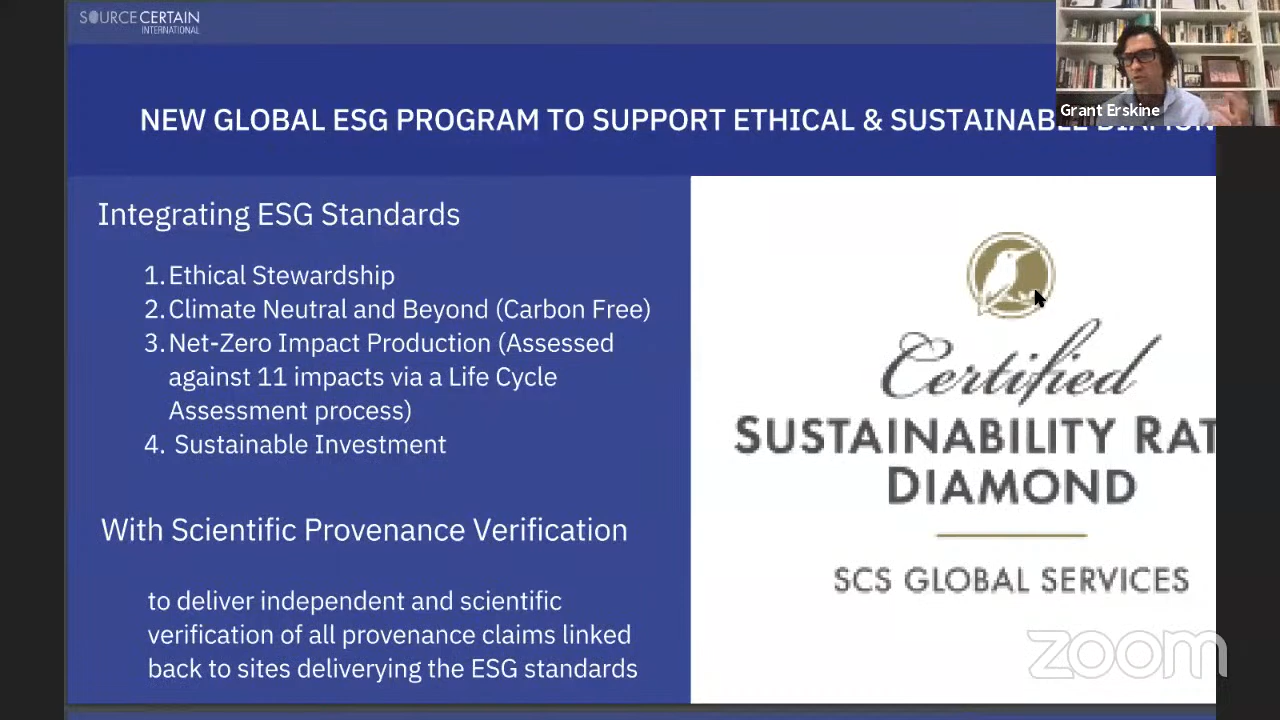 SOURCE CERTAIN
INTERNATIONAL
Grant Erskine
NEW GLOBAL ESG PROGRAM TO SUPPORT ETHICAL & SUSTAINABLE
Integrating ESG Standards
1. Ethical Stewardship
2. Climate Neutral and Beyond (Carbon Free)
3. Net-Zero Impact Production (Assessed
against 11 impacts via a Life Cycle
Assessment process)
4. Sustainable Investment
With Scientific Provenance Verification
to deliver independent and scientific
verification of all provenance claims linked
back to sites deliverying the ESG standards
Certified
SUSTAINABILITY RAT
DIAMOND
SCS GLOBAL SERVICES
zoom